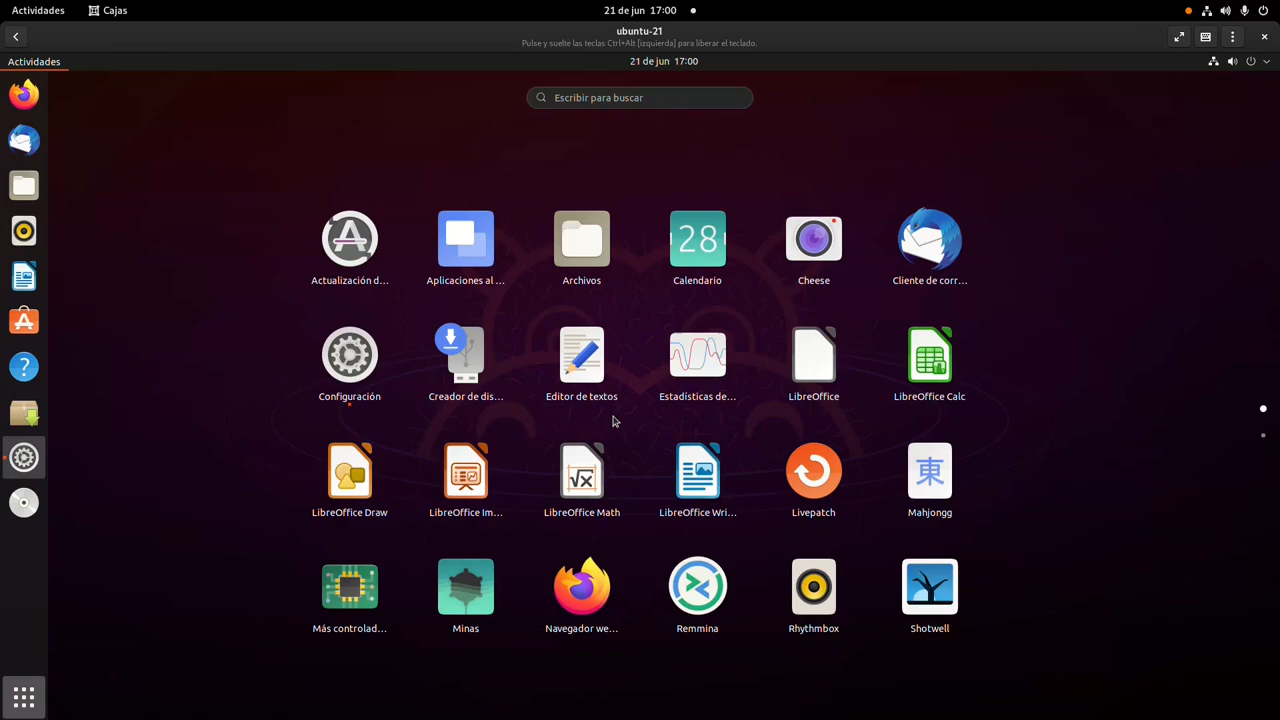 Actividades Cajas 21 de jun 17:00
ubuntu-21
Pulse y suelte las teclas Ctrl+Alt [izquierda] para liberar el teclado.
Actividades 21 de jun 17:00
Escribir para buscar
28
Actualización d... Aplicaciones al ... Archivos Calendario Cheese Cliente de corr...
Configuración Creador de dis... Editor de textos Estadísticas de... LibreOffice LibreOffice Calc
√x 東
LibreOffice Draw LibreOffice Im... LibreOffice Math LibreOffice Wri... Livepatch Mahjongg
Más controlad... Minas Navegador we... Remmina Rhythmbox Shotwell